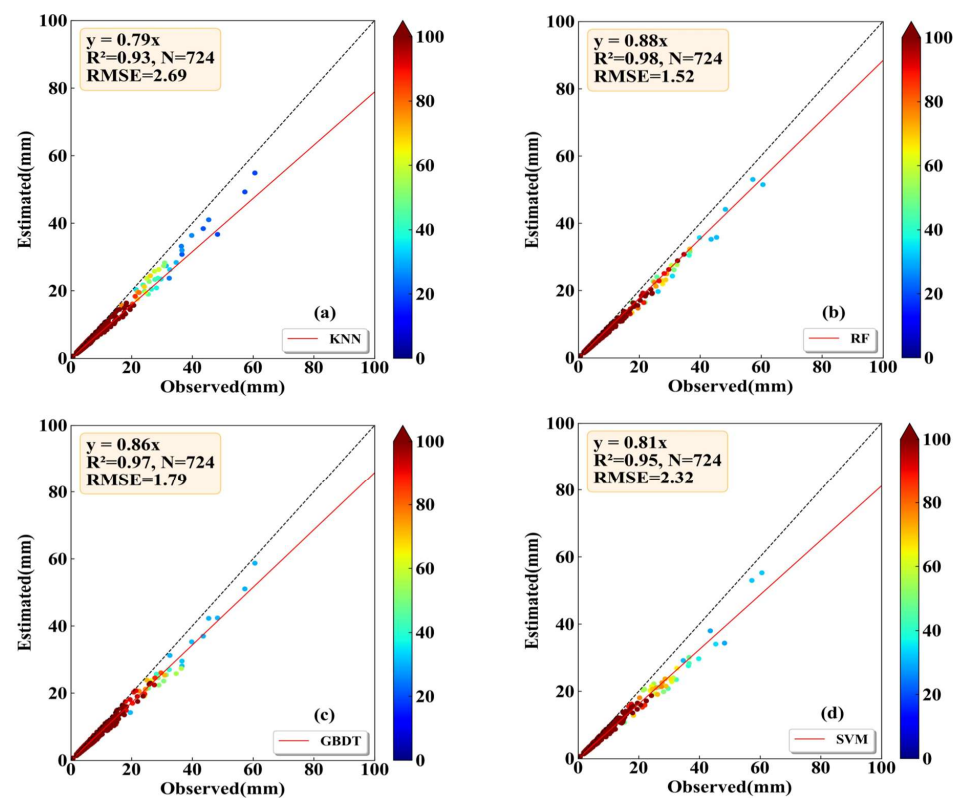 (a)
100
80
60
40
20
0
Estimated(mm)
y = 0.79x
R²=0.93, N=724
RMSE=2.69
(a)
KNN
0 20 40 60 80 100
Observed(mm)
100
80
60
40
20
0
(b)
100
80
60
40
20
0
Estimated(mm)
y = 0.88x
R²=0.98, N=724
RMSE=1.52
(b)
RF
0 20 40 60 80 100
Observed(mm)
100
80
60
40
20
0
(c)
100
80
60
40
20
0
Estimated(mm)
y = 0.86x
R²=0.97, N=724
RMSE=1.79
(c)
GBDT
0 20 40 60 80 100
Observed(mm)
100
80
60
40
20
0
(d)
100
80
60
40
20
0
Estimated(mm)
y = 0.81x
R²=0.95, N=724
RMSE=2.32
(d)
SVM
0 20 40 60 80 100
Observed(mm)
100
80
60
40
20
0